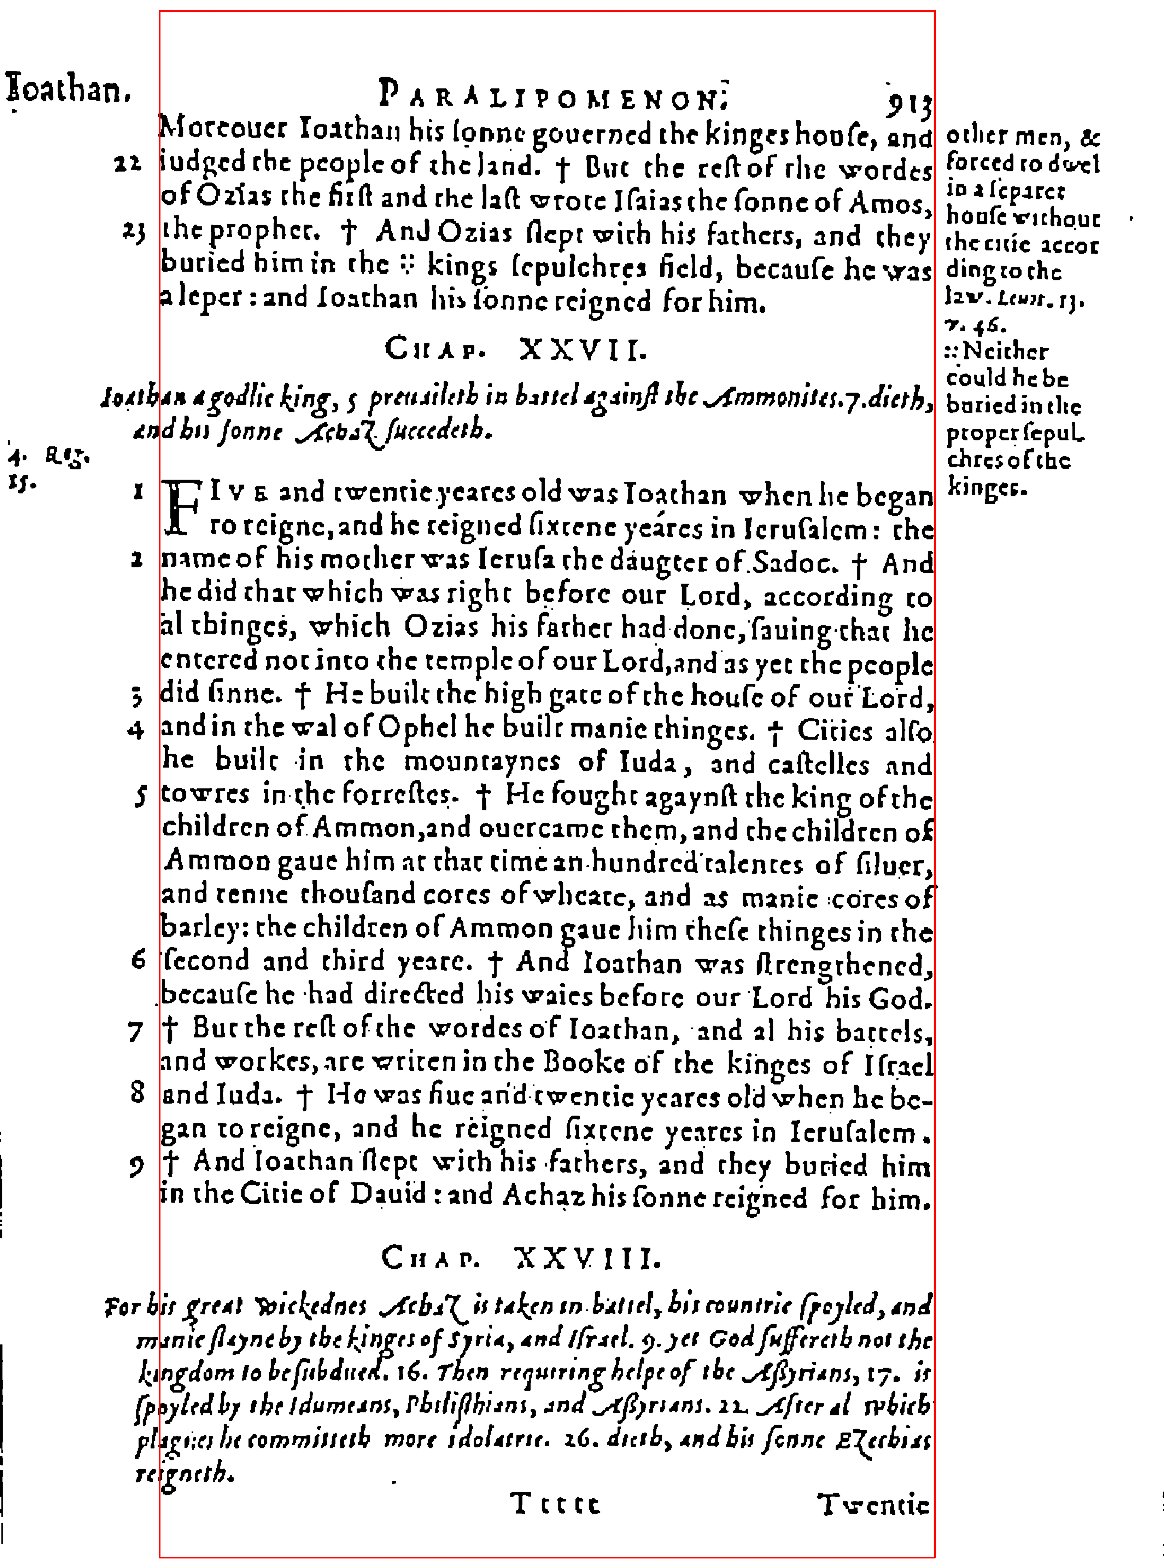 Ioathan. PARALIPOMENON. 913
Moreouer Ioathan his ſonne gouerned the kinges houſe, and
22 iudged the people of the land. † But the reſt of the wordes
of Ozias the firſt and the laſt wrote Iſaias the ſonne of Amos,
23 the prophet. † And Ozias ſlept with his fathers, and they
buried him in the :: kings ſepulchres field, becauſe he was
a leper : and Ioathan his ſonne reigned for him.
other men, &
forced to dwel
in a ſeparet
houſe without
the citie accor
ding to the
law. Leuit. 13.
v. 46.
:: Neither
could he be
buried in the
proper ſepul
chres of the
kinges.
CHAP. XXVII.
Ioathan a godlie king, 5 preuaileth in battel againſt the Ammonites. 7. dieth,
and his ſonne Achaz ſuccedeth.
4. Reg.
15.
1 FIVE and twentie yeares old was Ioathan when he began
to reigne, and he reigned ſixtene yeares in Ieruſalem : the
2 name of his mother was Ieruſa the daugter of Sadoc. † And
he did that which was right before our Lord, according to
al thinges, which Ozias his father had done, ſauing that he
entered not into the temple of our Lord, and as yet the people
3 did ſinne. † He built the high gate of the houſe of our Lord,
4 and in the wal of Ophel he built manie thinges. † Cities alſo
he built in the mountaynes of Iuda, and caſtelles and
5 towres in the forreſtes. † He fought agaynſt the king of the
children of Ammon, and ouercame them, and the children of
Ammon gaue him at that time an hundred talentes of ſiluer,
and tenne thouſand cores of wheate, and as manie cores of
barley: the children of Ammon gaue him theſe thinges in the
6 ſecond and third yeare. † And Ioathan was ſtrengthened,
becauſe he had directed his waies before our Lord his God.
7 † But the reſt of the wordes of Ioathan, and al his battels,
and workes, are writen in the Booke of the kinges of Iſrael
8 and Iuda. † He was fiue and twentie yeares old when he be-
gan to reigne, and he reigned ſixtene yeares in Ieruſalem.
9 † And Ioathan ſlept with his fathers, and they buried him
in the Citie of Dauid : and Achaz his ſonne reigned for him.
CHAP. XXVIII.
For his great wickednes Achaz is taken in battel, his countrie ſpoyled, and
manie ſlayne by the kinges of Syria, and Iſrael. 9. yet God ſuffereth not the
kingdom to be ſubdued. 16. Then requiring helpe of the Aßyrians, 17. is
ſpoyled by the Idumeans, Philiſthians, and Aßyrians. 22. After al which
plagues he committeth more idolatrie. 26. dieth, and his ſonne Ezechias
reigneth.
Tttttt Twentie